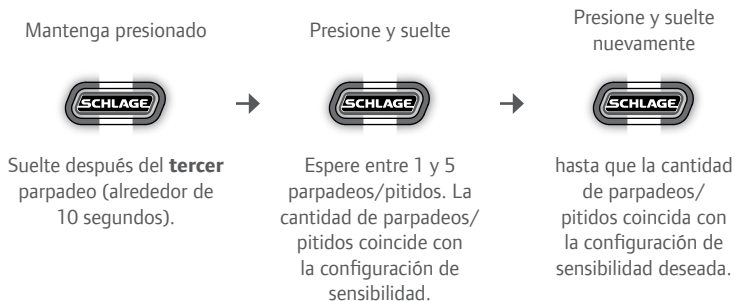 Mantenga presionado
SCHLAGE
Suelte después del tercer
parpadeo (alrededor de
10 segundos).
Presione y suelte
SCHLAGE
Espere entre 1 y 5
parpadeos/pitidos. La
cantidad de parpadeos/
pitidos coincide con
la configuración de
sensibilidad.
Presione y suelte
nuevamente
SCHLAGE
hasta que la cantidad
de parpadeos/
pitidos coincida con
la configuración de
sensibilidad deseada.